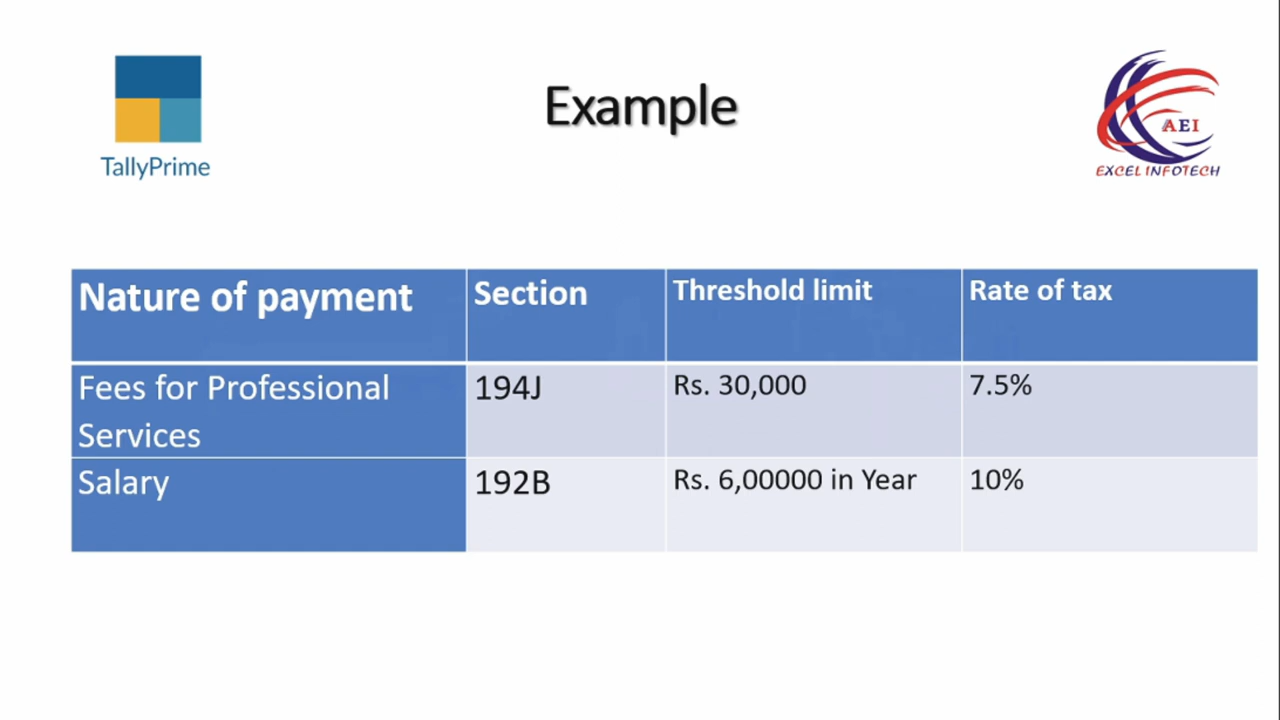 TallyPrime
Example
AEI
EXCEL INFOTECH
Nature of payment Section Threshold limit Rate of tax
Fees for Professional 194J Rs. 30,000 7.5%
Services
Salary 192B Rs. 6,00000 in Year 10%